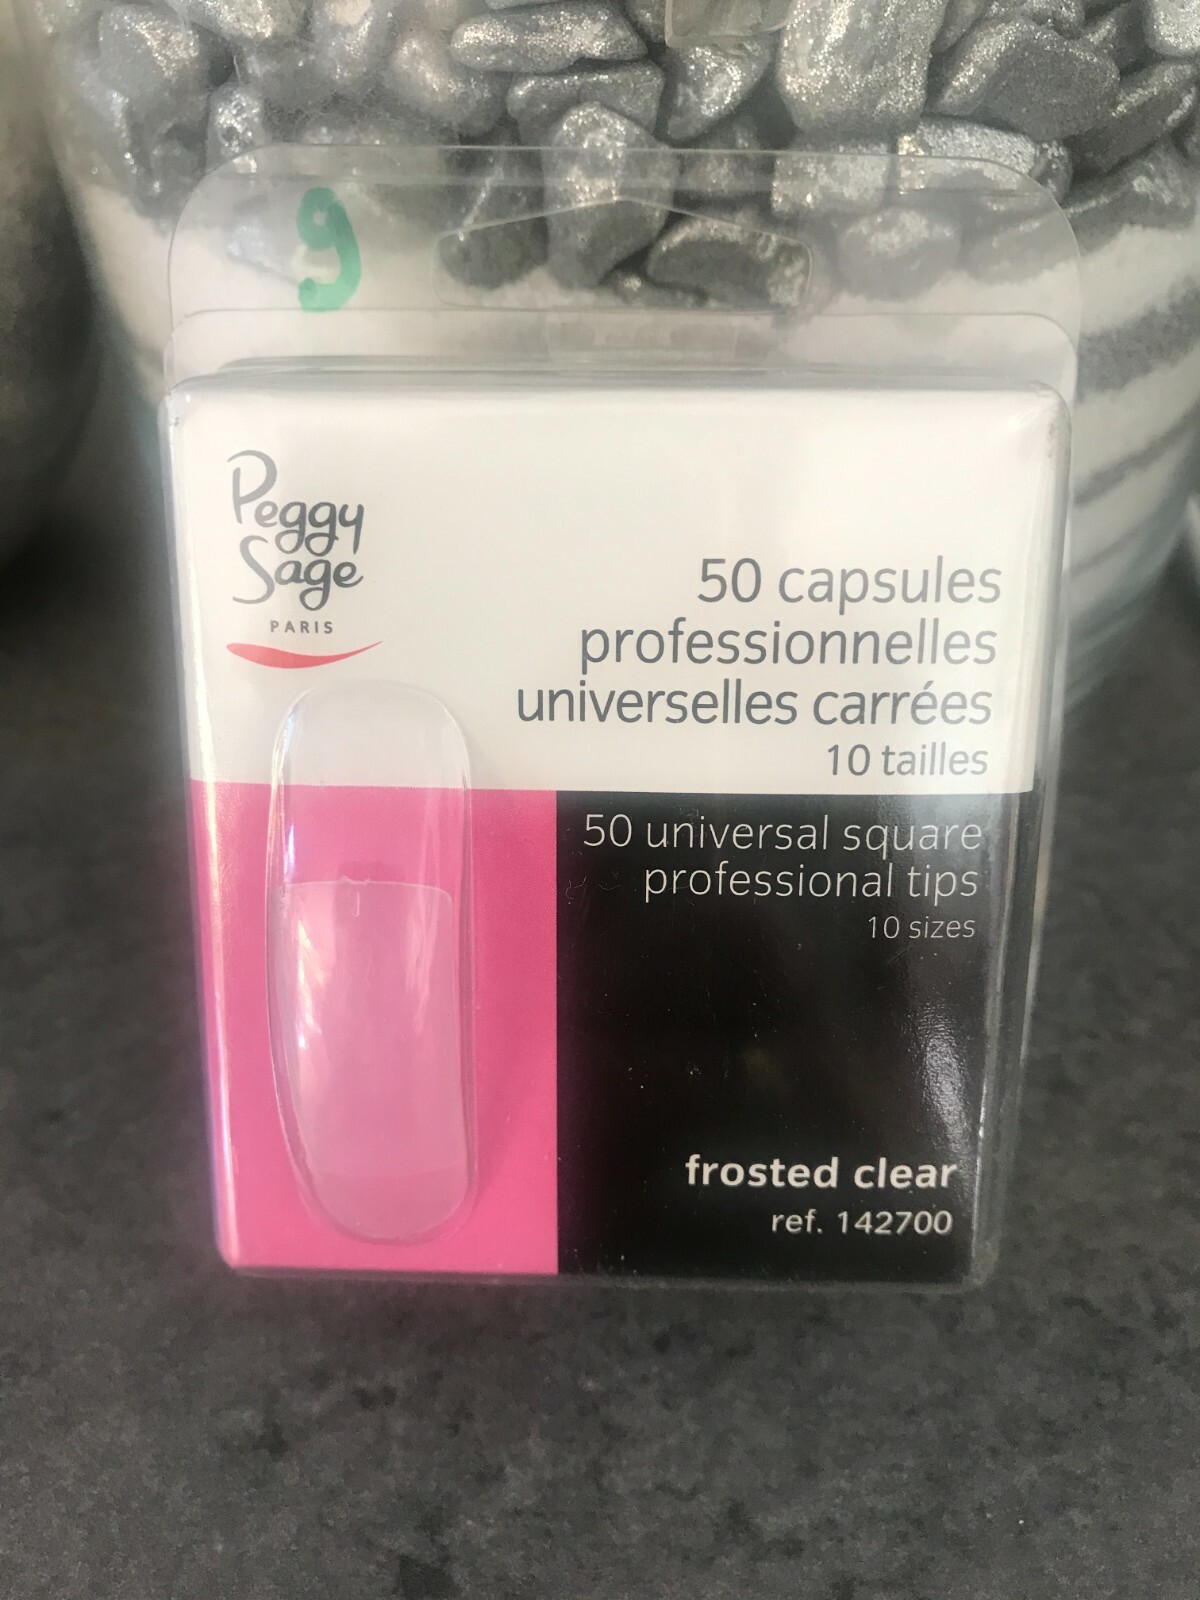 9
Peggy
Sage
PARIS
50 capsules
professionnelles
universelles carrées
10 tailles
50 universal square
professional tips
10 sizes
frosted clear
ref. 142700